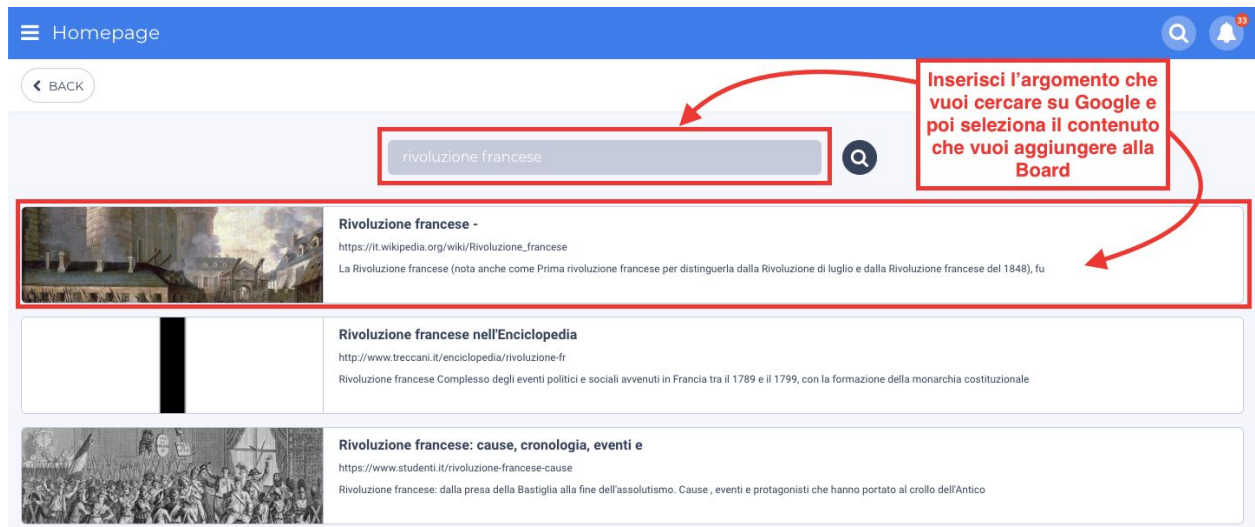 Homepage
33
BACK
Inserisci l'argomento che
vuoi cercare su Google e
poi seleziona il contenuto
che vuoi aggiungere alla
Board
rivoluzione francese
Rivoluzione francese -
https://it.wikipedia.org/wiki/Rivoluzione_francese
La Rivoluzione francese (nota anche come Prima rivoluzione francese per distinguerla dalla Rivoluzione di luglio e dalla Rivoluzione francese del 1848), fu
Rivoluzione francese nell'Enciclopedia
http://www.treccani.it/enciclopedia/rivoluzione-fr
Rivoluzione francese Complesso degli eventi politici e sociali avvenuti in Francia tra il 1789 e il 1799, con la formazione della monarchia costituzionale
Rivoluzione francese: cause, cronologia, eventi e
https://www.studenti.it/rivoluzione-francese-cause
Rivoluzione francese: dalla presa della Bastiglia alla fine dell'assolutismo. Cause , eventi e protagonisti che hanno portato al crollo dell'Antico